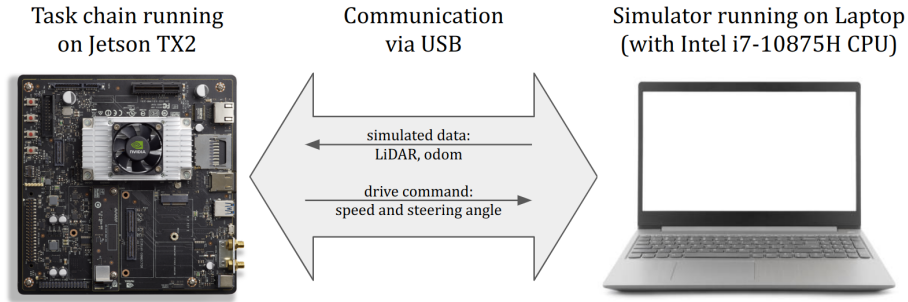 Task chain running
on Jetson TX2
Communication
via USB
Simulator running on Laptop
(with Intel i7-10875H CPU)
simulated data:
LiDAR, odom
drive command:
speed and steering angle
NVIDIA